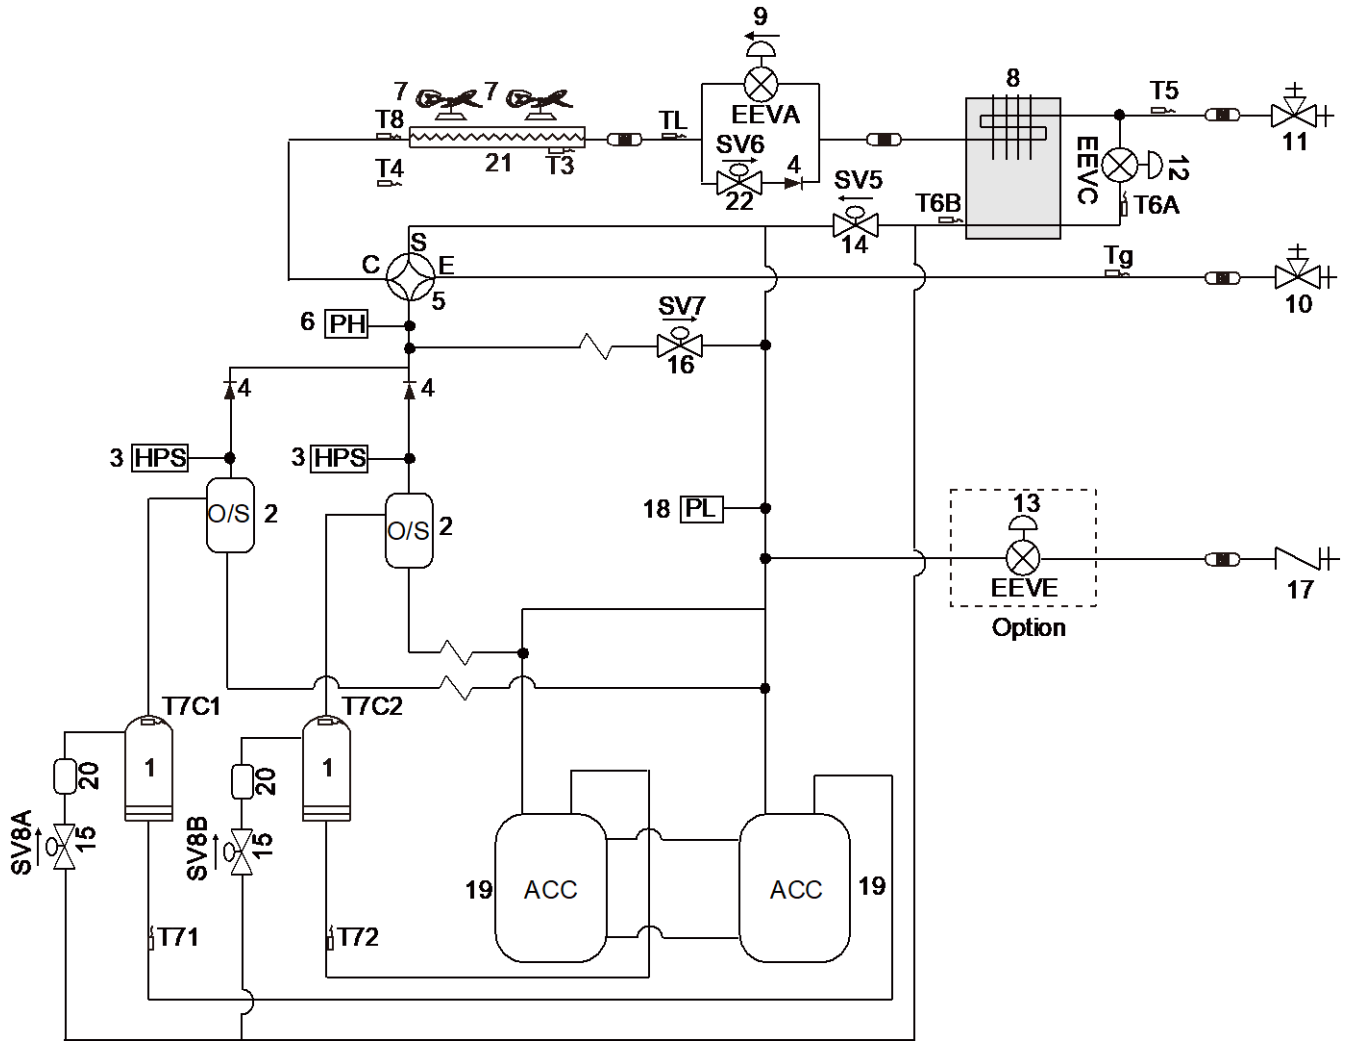 9
7 7
8
T8
TL
EEVA
T5
T4
21
T3
SV6
4
22
EEVC
12
11
SV5
T6B
T6A
14
S
C
E
5
Tg
10
6 PH
SV7
16
4
4
3 HPS
3 HPS
O/S 2
O/S 2
18 PL
13
EEVE
17
Option
T7C1
T7C2
1
1
20
20
SV8A
15
SV8B
15
19 ACC
ACC 19
T71
T72